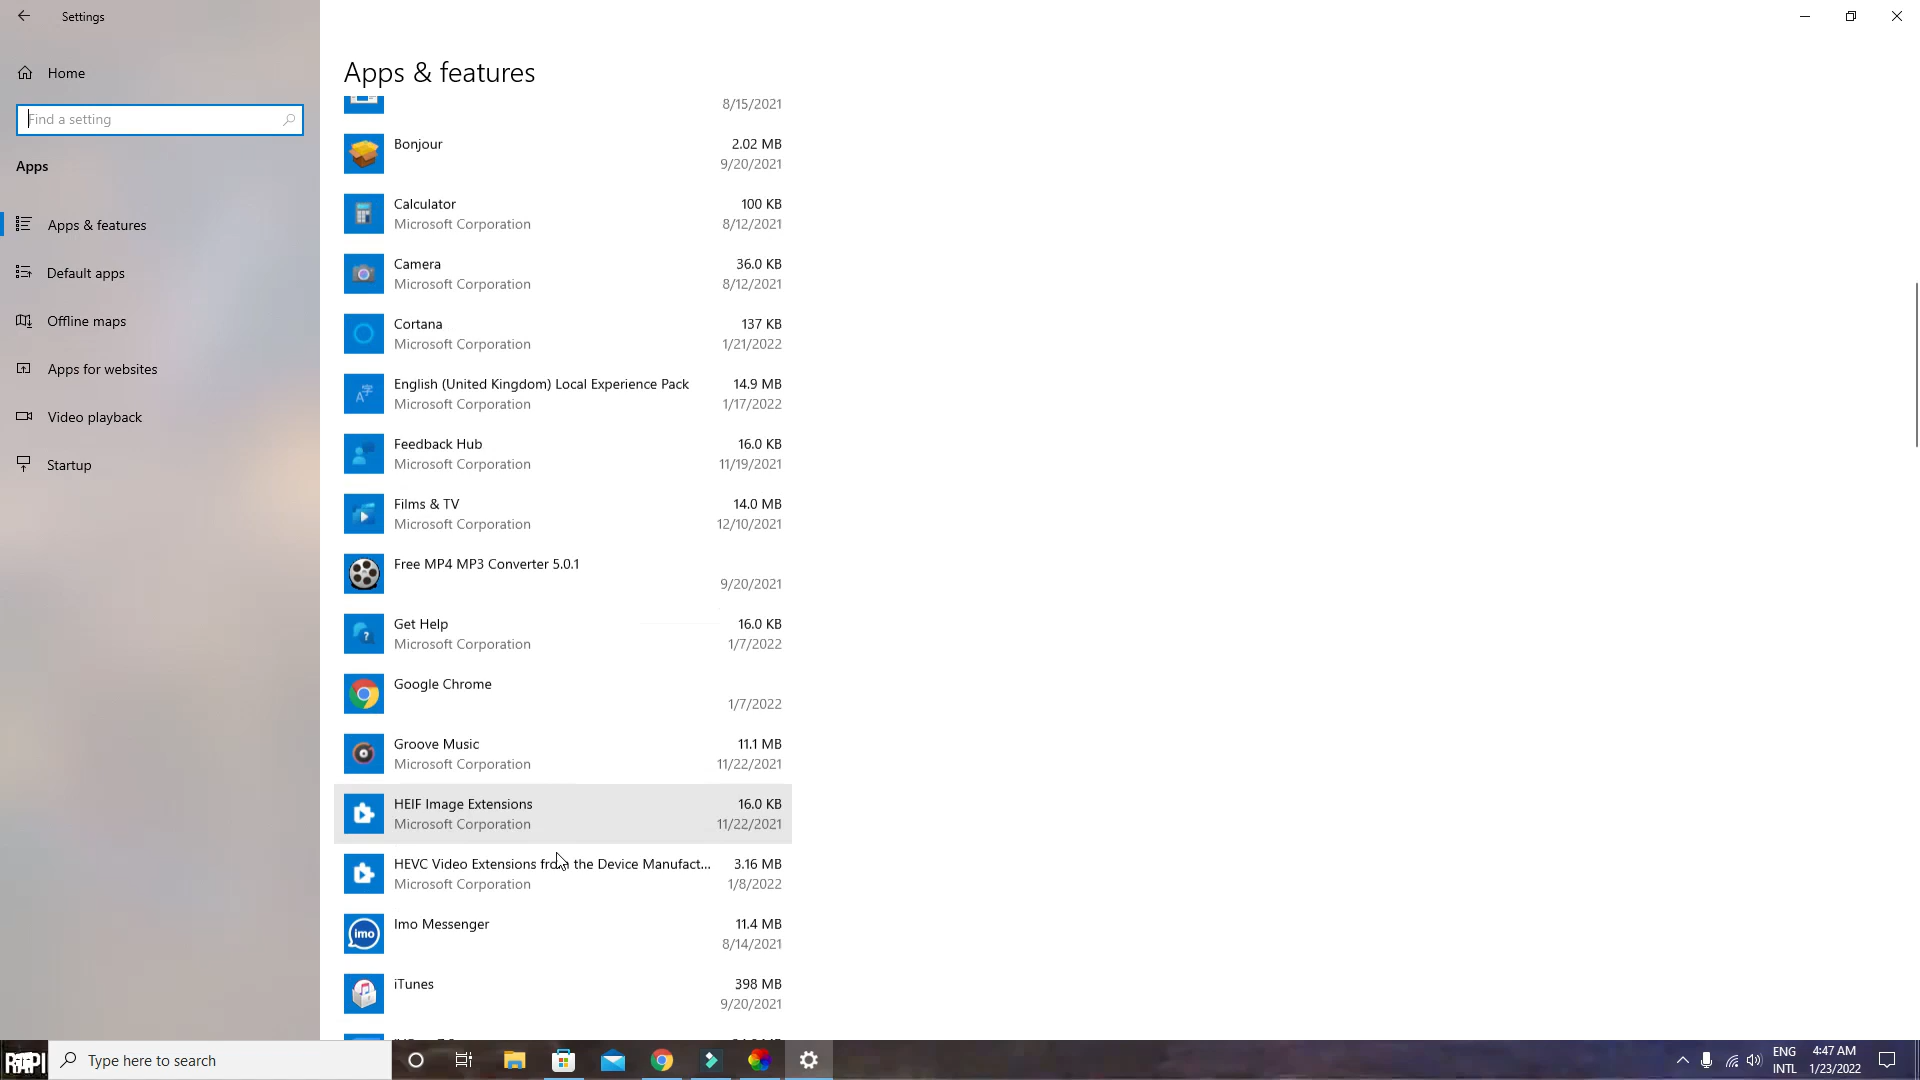 Settings
Home
Find a setting
Apps
Apps & features
Default apps
Offline maps
Apps for websites
Video playback
Startup
Apps & features
8/15/2021
Bonjour 2.02 MB
9/20/2021
Calculator 100 KB
Microsoft Corporation 8/12/2021
Camera 36.0 KB
Microsoft Corporation 8/12/2021
Cortana 137 KB
Microsoft Corporation 1/21/2022
English (United Kingdom) Local Experience Pack 14.9 MB
Microsoft Corporation 1/17/2022
Feedback Hub 16.0 KB
Microsoft Corporation 11/19/2021
Films & TV 14.0 MB
Microsoft Corporation 12/10/2021
Free MP4 MP3 Converter 5.0.1
9/20/2021
Get Help 16.0 KB
Microsoft Corporation 1/7/2022
Google Chrome
1/7/2022
Groove Music 11.1 MB
Microsoft Corporation 11/22/2021
HEIF Image Extensions 16.0 KB
Microsoft Corporation 11/22/2021
HEVC Video Extensions from the Device Manufact... 3.16 MB
Microsoft Corporation 1/8/2022
imo
Imo Messenger 11.4 MB
8/14/2021
iTunes 398 MB
9/20/2021
Type here to search
ENG 4:47 AM
INTL 1/23/2022